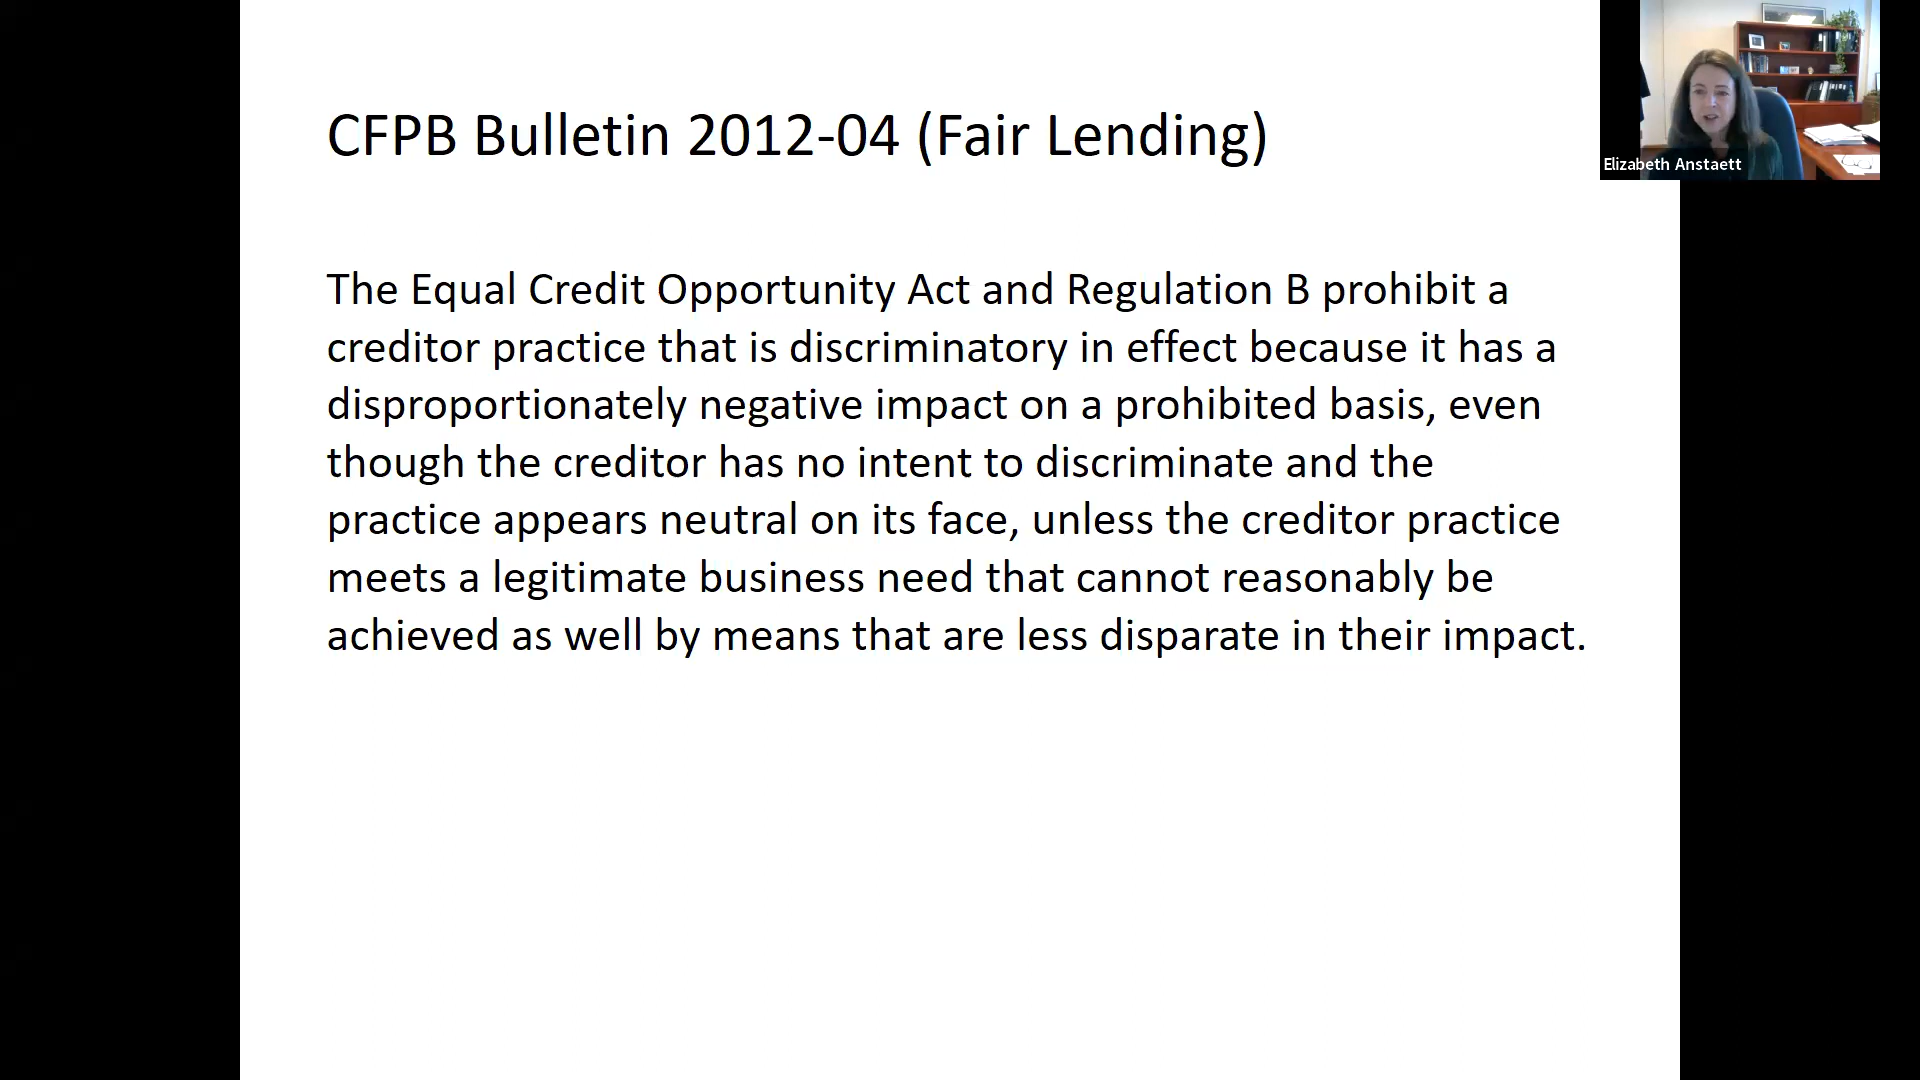 CFPB Bulletin 2012-04 (Fair Lending)
Elizabeth Anstaett
The Equal Credit Opportunity Act and Regulation B prohibit a
creditor practice that is discriminatory in effect because it has a
disproportionately negative impact on a prohibited basis, even
though the creditor has no intent to discriminate and the
practice appears neutral on its face, unless the creditor practice
meets a legitimate business need that cannot reasonably be
achieved as well by means that are less disparate in their impact.